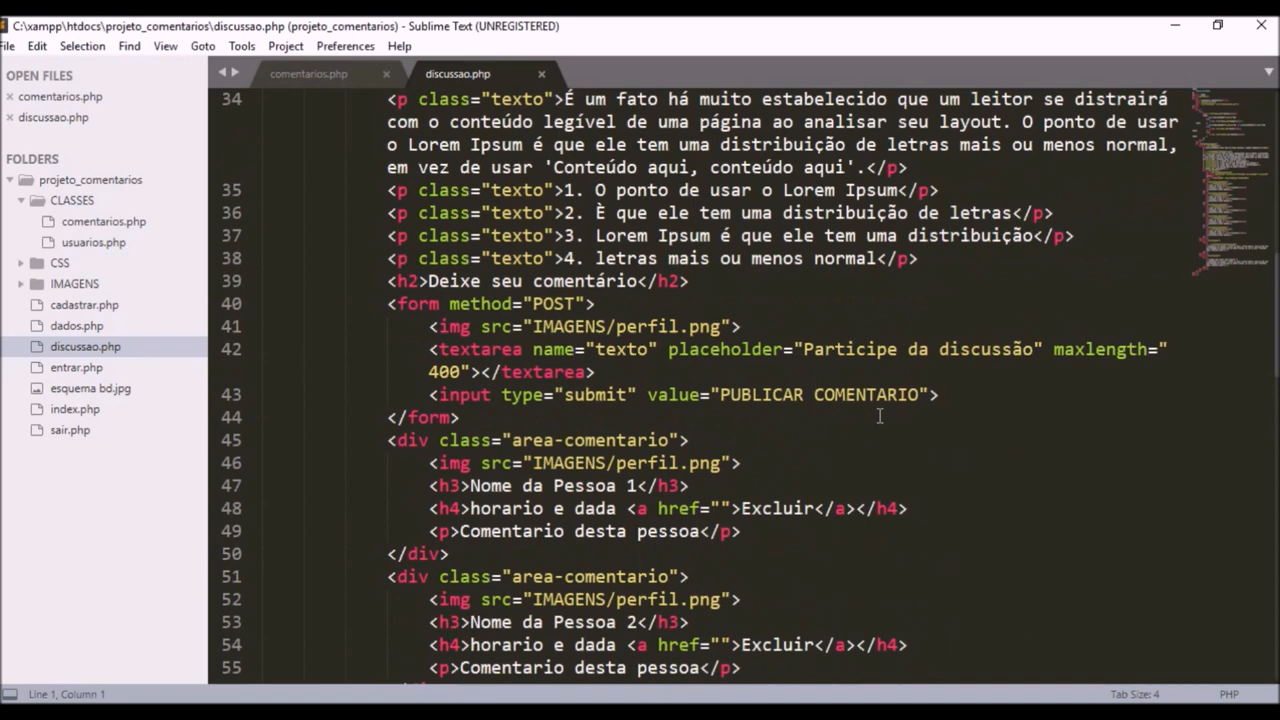 C:\xampp\htdocs\projeto_comentarios\discussao.php (projeto_comentarios) - Sublime Text (UNREGISTERED)
File Edit Selection Find View Goto Tools Project Preferences Help
OPEN FILES
× comentarios.php
× discussao.php
FOLDERS
projeto_comentarios
CLASSES
comentarios.php
usuarios.php
CSS
IMAGENS
cadastrar.php
dados.php
discussao.php
entrar.php
esquema bd.jpg
index.php
sair.php
comentarios.php × discussao.php ×
34 <p class="texto">É um fato há muito estabelecido que um leitor se distrairá
com o conteúdo legível de uma página ao analisar seu layout. O ponto de usar
o Lorem Ipsum é que ele tem uma distribuição de letras mais ou menos normal,
em vez de usar 'Conteúdo aqui, conteúdo aqui'.</p>
35 <p class="texto">1. O ponto de usar o Lorem Ipsum</p>
36 <p class="texto">2. È que ele tem uma distribuição de letras</p>
37 <p class="texto">3. Lorem Ipsum é que ele tem uma distribuição</p>
38 <p class="texto">4. letras mais ou menos normal</p>
39 <h2>Deixe seu comentário</h2>
40 <form method="POST">
41 <img src="IMAGENS/perfil.png">
42 <textarea name="texto" placeholder="Participe da discussão" maxlength="
400"></textarea>
43 <input type="submit" value="PUBLICAR COMENTARIO">
44 </form>
45 <div class="area-comentario">
46 <img src="IMAGENS/perfil.png">
47 <h3>Nome da Pessoa 1</h3>
48 <h4>horario e dada <a href="">Excluir</a></h4>
49 <p>Comentario desta pessoa</p>
50 </div>
51 <div class="area-comentario">
52 <img src="IMAGENS/perfil.png">
53 <h3>Nome da Pessoa 2</h3>
54 <h4>horario e dada <a href="">Excluir</a></h4>
55 <p>Comentario desta pessoa</p>
Line 1, Column 1 Tab Size: 4 PHP